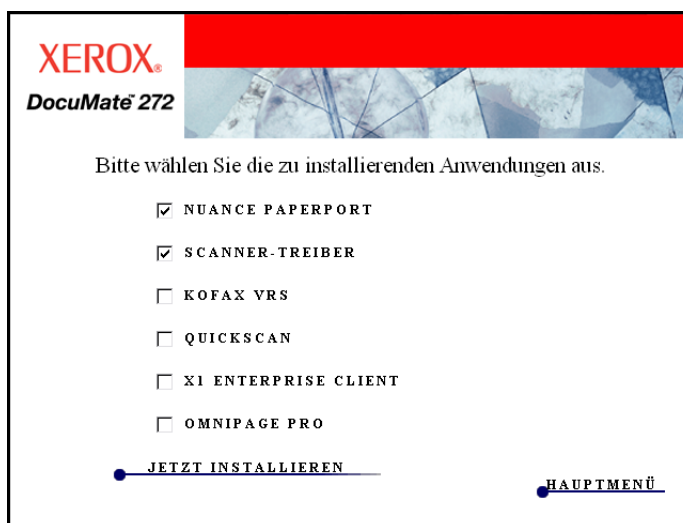 XEROX®
DocuMate™ 272
Bitte wählen Sie die zu installierenden Anwendungen aus.
NUANCE PAPERPORT
SCANNER-TREIBER
KOFAX VRS
QUICKSCAN
X1 ENTERPRISE CLIENT
OMNIPAGE PRO
JETZT INSTALLIEREN
HAUPTMENÜ